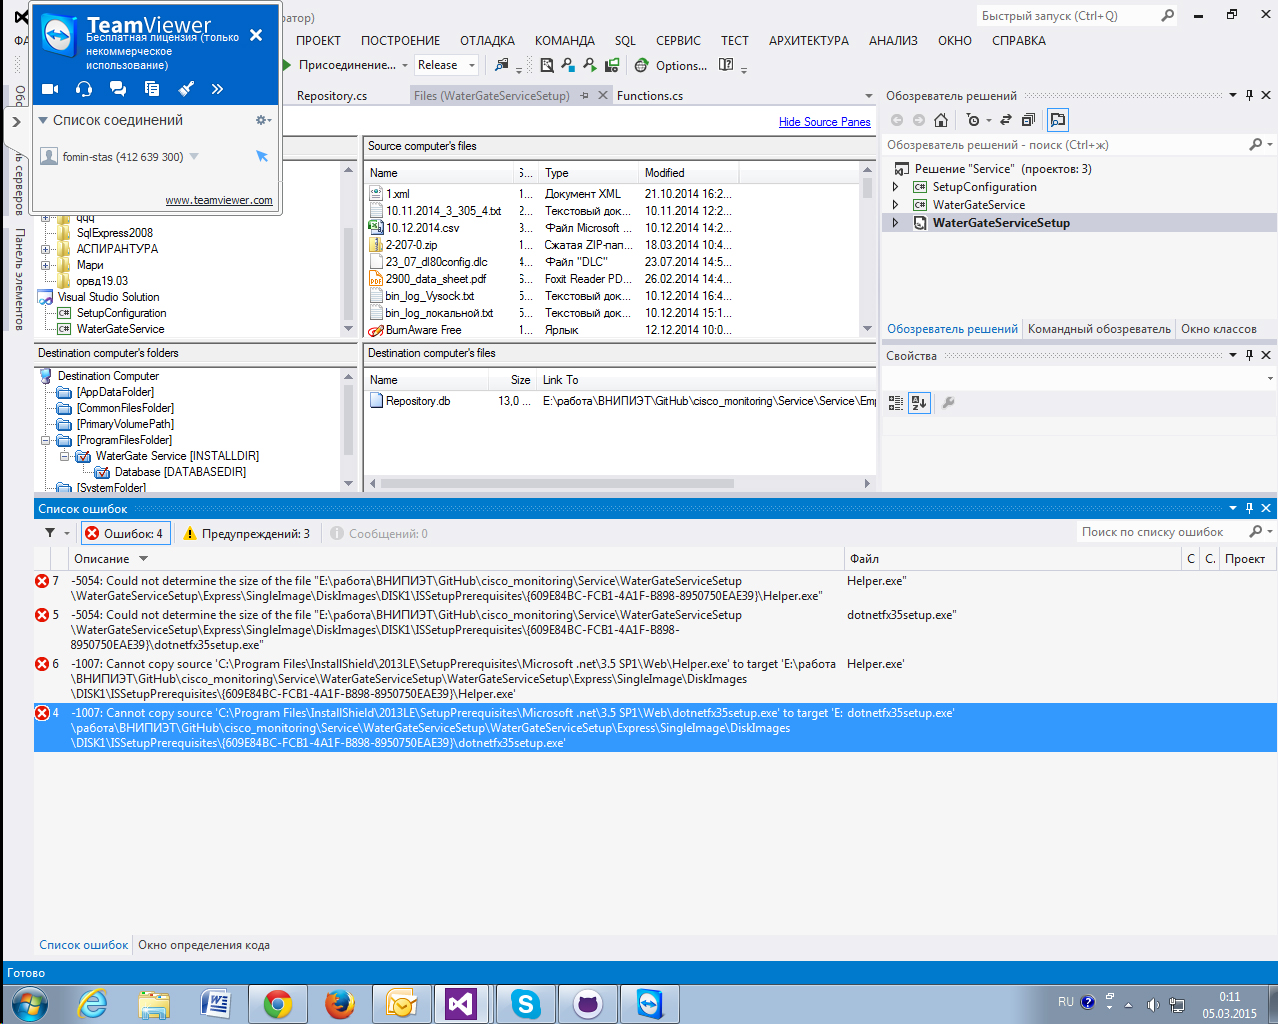 TeamViewer
Бесплатная лицензия (только
некоммерческое
использование)
Список соединений
fomin-stas (412 639 300)
www.teamviewer.com
Быстрый запуск (Ctrl+Q)
ПРОЕКТ ПОСТРОЕНИЕ ОТЛАДКА КОМАНДА SQL СЕРВИС ТЕСТ АРХИТЕКТУРА АНАЛИЗ ОКНО СПРАВКА
Присоединение... Release Options...
Repository.cs Files (WaterGateServiceSetup) Functions.cs
Hide Source Panes
Source computer's files
Name S... Type Modified
1.xml 1... Документ XML 21.10.2014 16:2...
10.11.2014_3_305_4.txt 2... Текстовый док... 10.11.2014 12:2...
10.12.2014.csv 3... Файл Microsoft ... 10.12.2014 14:2...
2-207-0.zip 1... Сжатая ZIP-пап... 18.03.2014 10:4...
23_07_dl80config.dlc 4... Файл "DLC" 23.07.2014 14:5...
2900_data_sheet.pdf 6... Foxit Reader PD... 26.02.2014 14:4...
bin_log_Vysock.txt 5... Текстовый док... 10.12.2014 16:4...
bin_log_локальной.txt 5... Текстовый док... 10.12.2014 15:1...
BurnAware Free 1... Ярлык 12.12.2014 10:0...
qqq
SqlExpress2008
АСПИРАНТУРА
Мари
орвд19.03
Visual Studio Solution
SetupConfiguration
WaterGateService
Панель элементов
Destination computer's folders
Destination Computer
[AppDataFolder]
[CommonFilesFolder]
[PrimaryVolumePath]
[ProgramFilesFolder]
WaterGate Service [INSTALLDIR]
Database [DATABASEDIR]
[SystemFolder]
Destination computer's files
Name Size Link To
Repository.db 13,0 ... E:\работа\ВНИПИЭТ\GitHub\cisco_monitoring\Service\Service\Emp
Обозреватель решений
Обозреватель решений - поиск (Ctrl+ж)
Решение "Service" (проектов: 3)
SetupConfiguration
WaterGateService
WaterGateServiceSetup
Обозреватель решений Командный обозреватель Окно классов
Свойства
Список ошибок
Ошибок: 4 Предупреждений: 3 Сообщений: 0
Поиск по списку ошибок
Описание Файл С С. Проект
7 -5054: Could not determine the size of the file "E:\работа\ВНИПИЭТ\GitHub\cisco_monitoring\Service\WaterGateServiceSetup Helper.exe"
\WaterGateServiceSetup\Express\SingleImage\DiskImages\DISK1\ISSetupPrerequisites\{609E84BC-FCB1-4A1F-B898-8950750EAE39}\Helper.exe"
5 -5054: Could not determine the size of the file "E:\работа\ВНИПИЭТ\GitHub\cisco_monitoring\Service\WaterGateServiceSetup dotnetfx35setup.exe"
\WaterGateServiceSetup\Express\SingleImage\DiskImages\DISK1\ISSetupPrerequisites\{609E84BC-FCB1-4A1F-B898-
8950750EAE39}\dotnetfx35setup.exe"
6 -1007: Cannot copy source 'C:\Program Files\InstallShield\2013LE\SetupPrerequisites\Microsoft .net\3.5 SP1\Web\Helper.exe' to target 'E:\работа Helper.exe'
\ВНИПИЭТ\GitHub\cisco_monitoring\Service\WaterGateServiceSetup\WaterGateServiceSetup\Express\SingleImage\DiskImages
\DISK1\ISSetupPrerequisites\{609E84BC-FCB1-4A1F-B898-8950750EAE39}\Helper.exe'
4 -1007: Cannot copy source 'C:\Program Files\InstallShield\2013LE\SetupPrerequisites\Microsoft .net\3.5 SP1\Web\dotnetfx35setup.exe' to target 'E: dotnetfx35setup.exe'
\работа\ВНИПИЭТ\GitHub\cisco_monitoring\Service\WaterGateServiceSetup\WaterGateServiceSetup\Express\SingleImage\DiskImages
\DISK1\ISSetupPrerequisites\{609E84BC-FCB1-4A1F-B898-8950750EAE39}\dotnetfx35setup.exe'
Список ошибок Окно определения кода
Готово
RU 0:11
05.03.2015